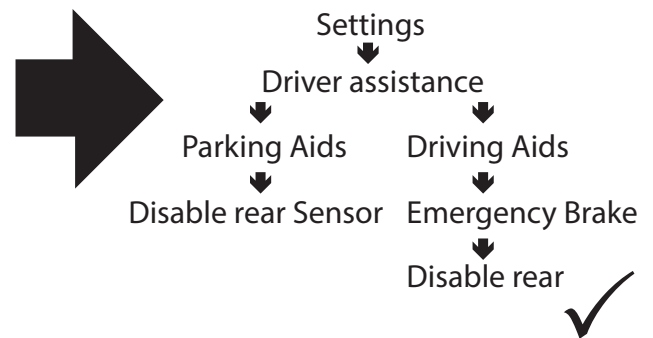 Settings
Driver assistance
Parking Aids Driving Aids
Disable rear Sensor Emergency Brake
Disable rear